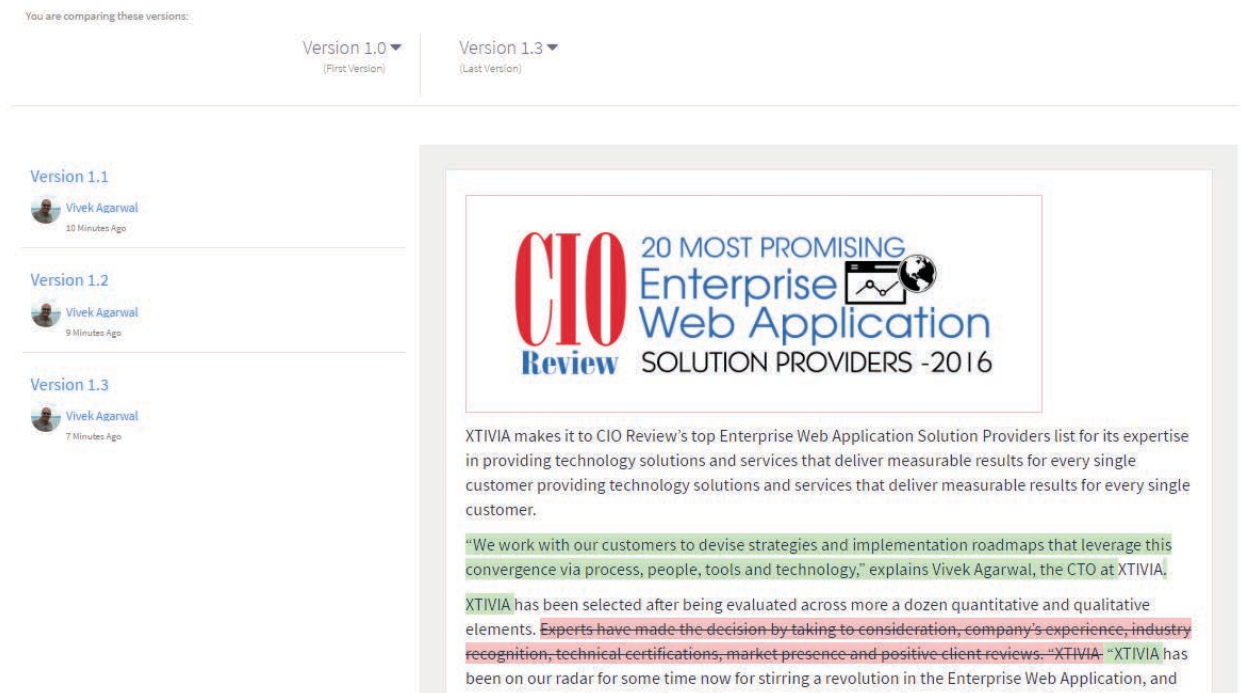 You are comparing these versions:
Version 1.0
(First Version)
Version 1.3
(Last Version)
Version 1.1
Vivek Agarwal
10 Minutes Ago
Version 1.2
Vivek Agarwal
9 Minutes Ago
Version 1.3
Vivek Agarwal
7 Minutes Ago
CIO
Review
20 MOST PROMISING
Enterprise
Web Application
SOLUTION PROVIDERS -2016
XTIVIA makes it to CIO Review’s top Enterprise Web Application Solution Providers list for its expertise
in providing technology solutions and services that deliver measurable results for every single
customer providing technology solutions and services that deliver measurable results for every single
customer.
“We work with our customers to devise strategies and implementation roadmaps that leverage this
convergence via process, people, tools and technology,” explains Vivek Agarwal, the CTO at XTIVIA.
XTIVIA has been selected after being evaluated across more a dozen quantitative and qualitative
elements. Experts have made the decision by taking to consideration, company’s experience, industry
recognition, technical certifications, market presence and positive client reviews. “XTIVIA “XTIVIA has
been on our radar for some time now for stirring a revolution in the Enterprise Web Application, and